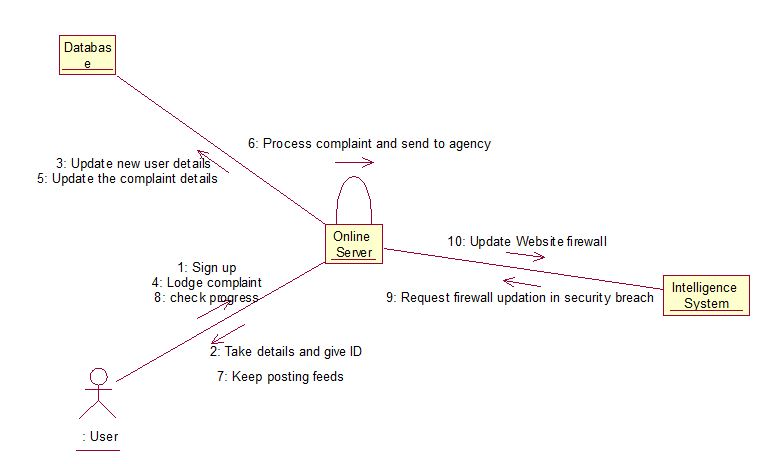 Databas
e
6: Process complaint and send to agency
3: Update new user details
5: Update the complaint details
Online
Server
10: Update Website firewall
1: Sign up
4: Lodge complaint
8: check progress
Intelligence
System
9: Request firewall updation in security breach
2: Take details and give ID
7: Keep posting feeds
: User